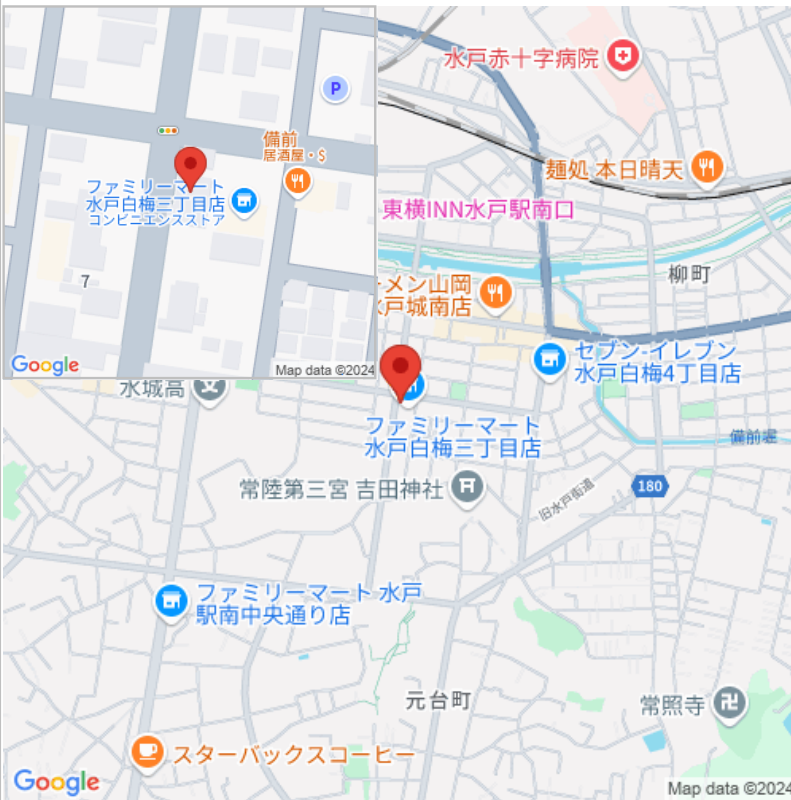 P
備前
居酒屋・$
ファミリーマート
水戸白梅三丁目店
コンビニエンスストア
7
Google
Map data ©2024
水戸赤十字病院
麺処 本日晴天
東横INN水戸駅南口
柳町
ーメン山岡
水戸城南店
セブン-イレブン
水戸白梅4丁目店
水城高
ファミリーマート
水戸白梅三丁目店
備前堀
常陸第三宮 吉田神社
180
旧水戸街道
ファミリーマート 水戸
駅南中央通り店
元台町
常照寺
スターバックスコーヒー
Google
Map data ©2024